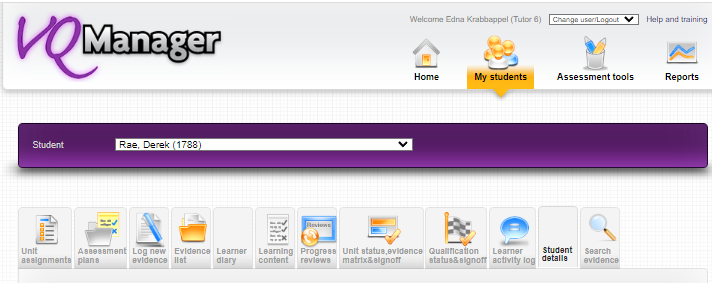 VQManager
Welcome Edna Krabbappel (Tutor 6)
Change user/Logout
Help and training
Home
My students
Assessment tools
Reports
Student
Rae, Derek (1788)
Unit
assignments
Assessment
plans
Log new
evidence
Evidence
list
Learner
diary
Learning
content
Reviews
Progress
reviews
Unit status,evidence
matrix&signoff
Qualification
status&signoff
Learner
activity log
Student
details
Search
evidence